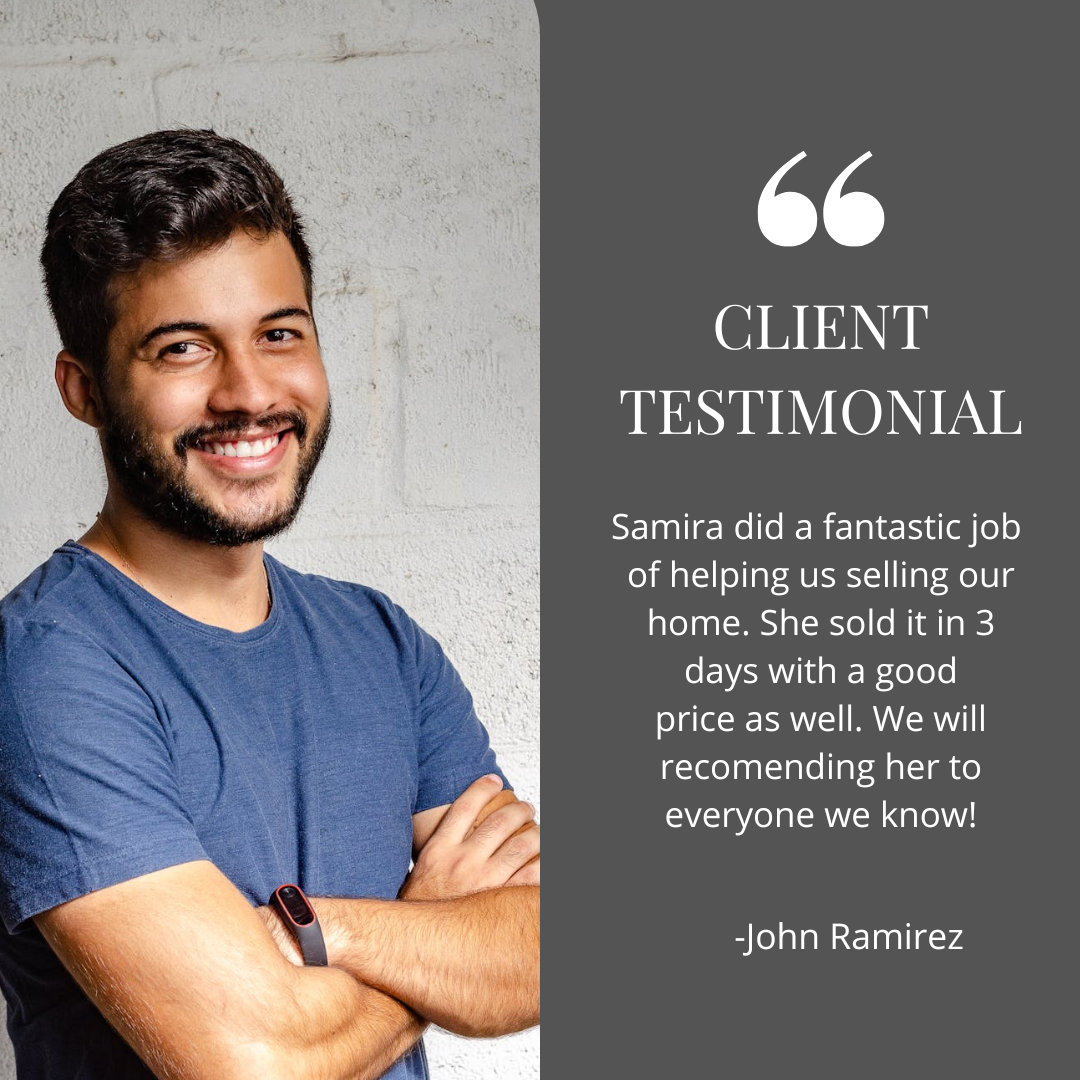 “
CLIENT
TESTIMONIAL
Samira did a fantastic job
of helping us selling our
home. She sold it in 3
days with a good
price as well. We will
recomending her to
everyone we know!
-John Ramirez